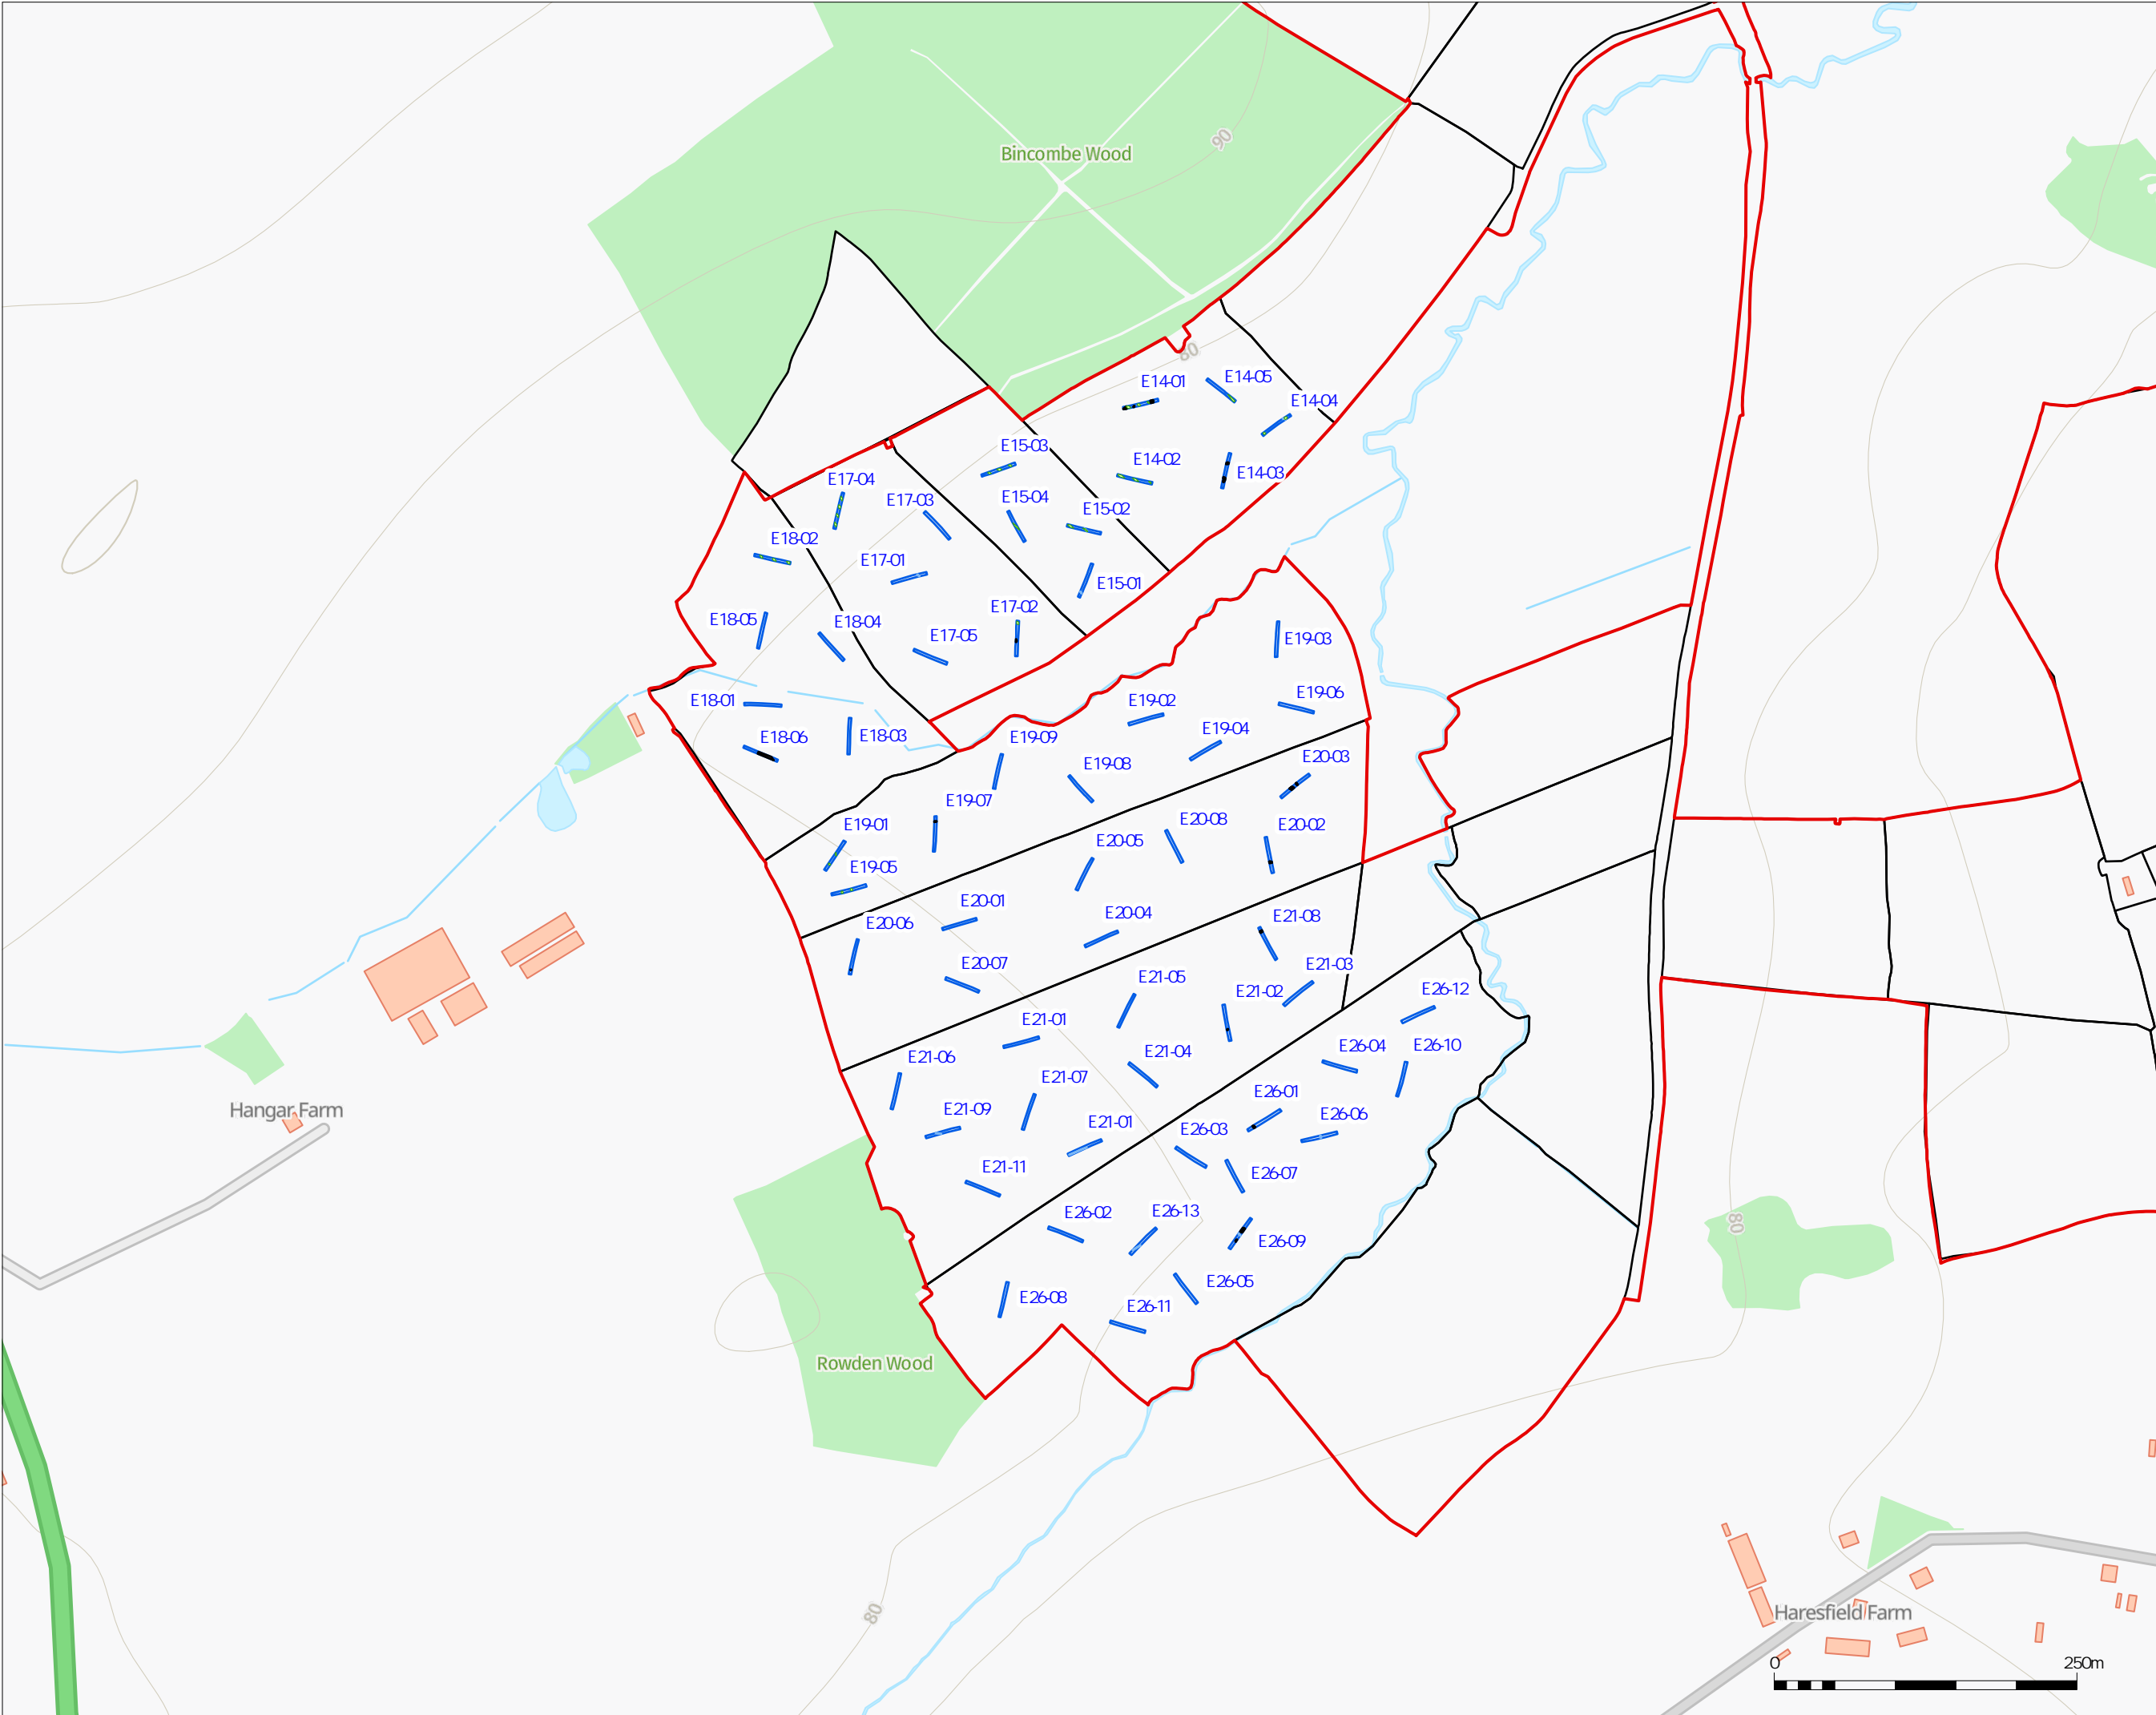 90
Bincombe Wood
80
E14-01
E14-05
E14-04
E15-03
E14-02
E14-03
E17-04
E17-03
E15-04
E15-02
E18-02
E17-01
E15-01
E17-02
E18-05
E18-04
E17-05
E19-03
E18-01
E19-02
E19-06
E18-06
E18-03
E19-09
E19-04
E19-08
E20-03
E19-07
E19-01
E20-08
E20-02
E20-05
E19-05
E20-01
E20-06
E20-04
E21-08
E20-07
E21-05
E21-03
E21-02
E26-12
E21-01
E21-06
E21-04
E26-04
E26-10
E21-07
E26-01
Hangar Farm
E21-09
E21-01
E26-03
E26-06
E21-11
E26-07
E26-02
E26-13
80
E26-09
E26-08
E26-11
E26-05
Rowden Wood
80
Haresfield Farm
0
250m